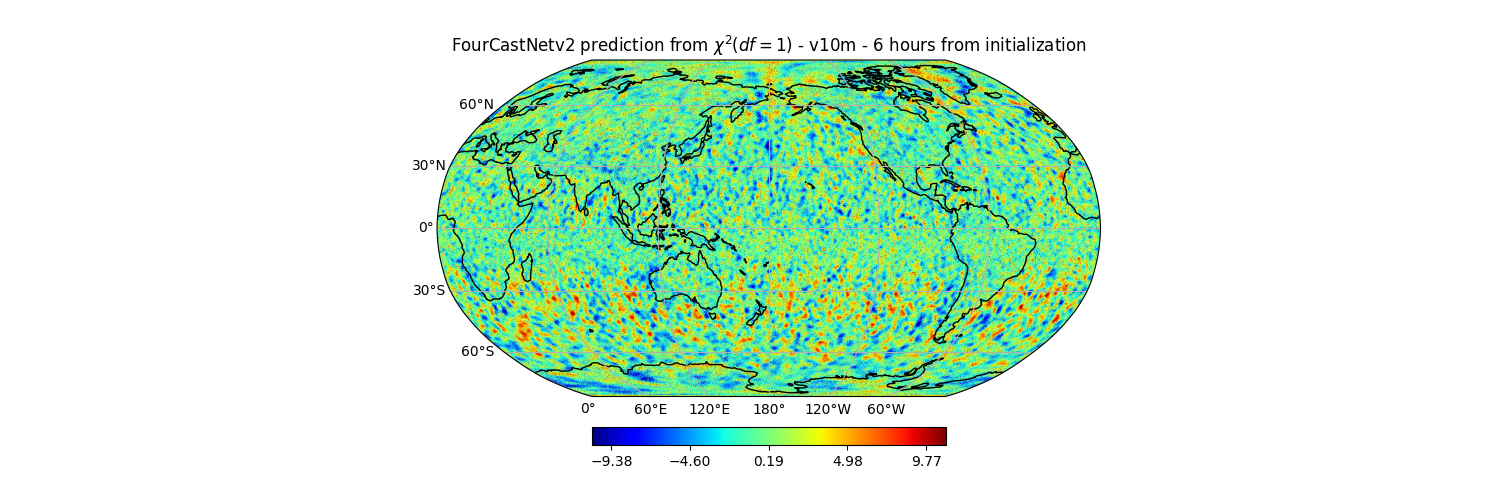 FourCastNetv2 prediction from χ²(df = 1) - v10m - 6 hours from initialization
60°N
30°N
0°
30°S
60°S
0° 60°E 120°E 180° 120°W 60°W
−9.38 −4.60 0.19 4.98 9.77